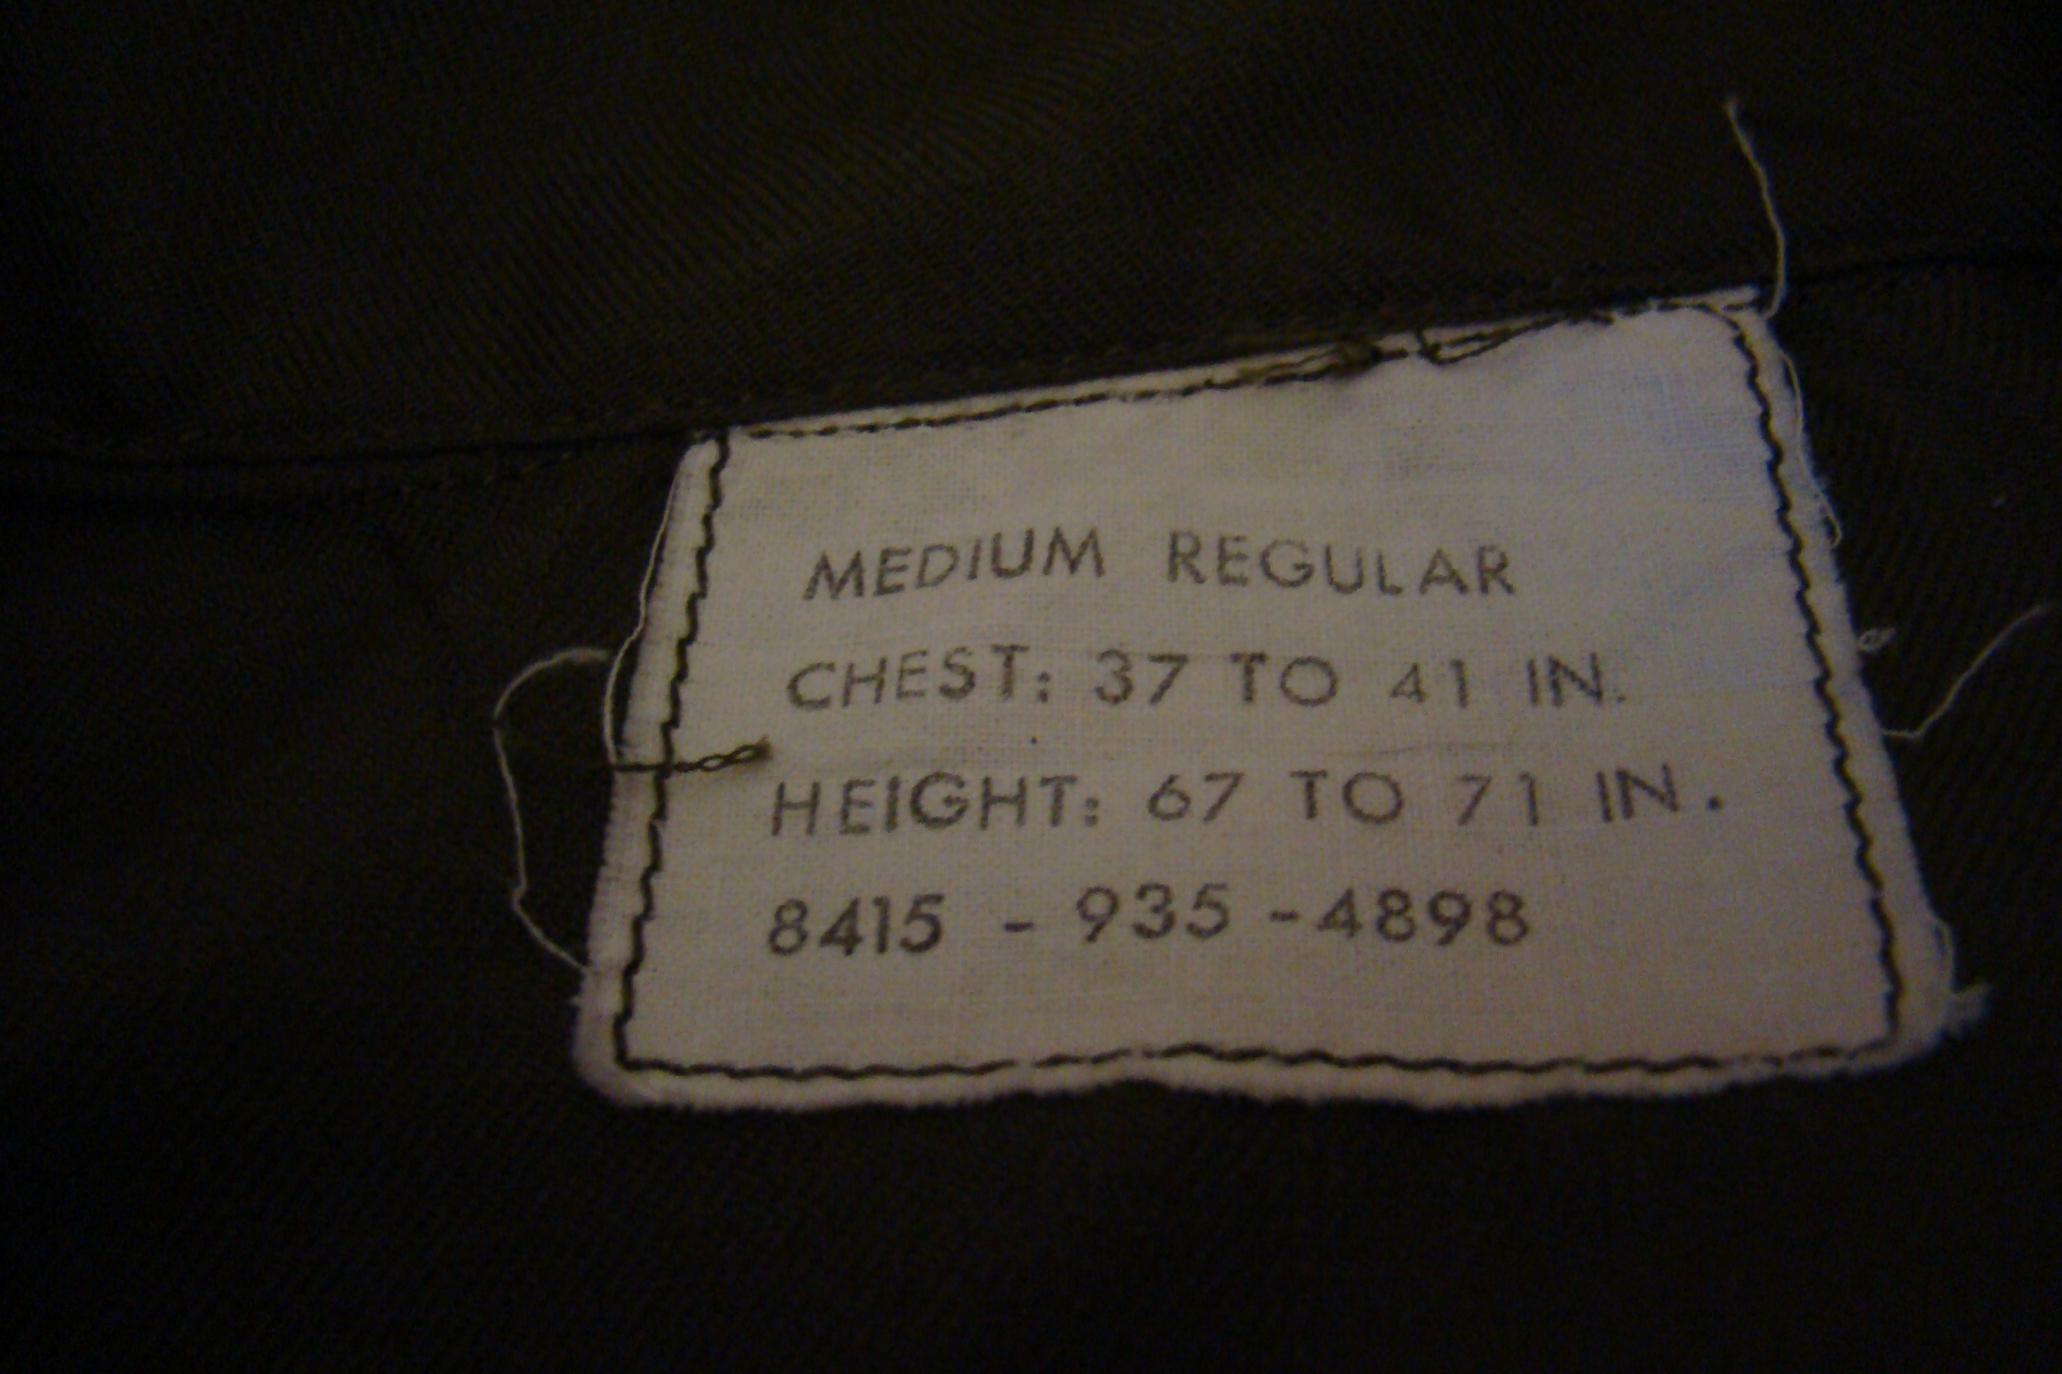 MEDIUM REGULAR
CHEST: 37 TO 41 IN.
HEIGHT: 67 TO 71 IN.
8415 - 935 - 4898